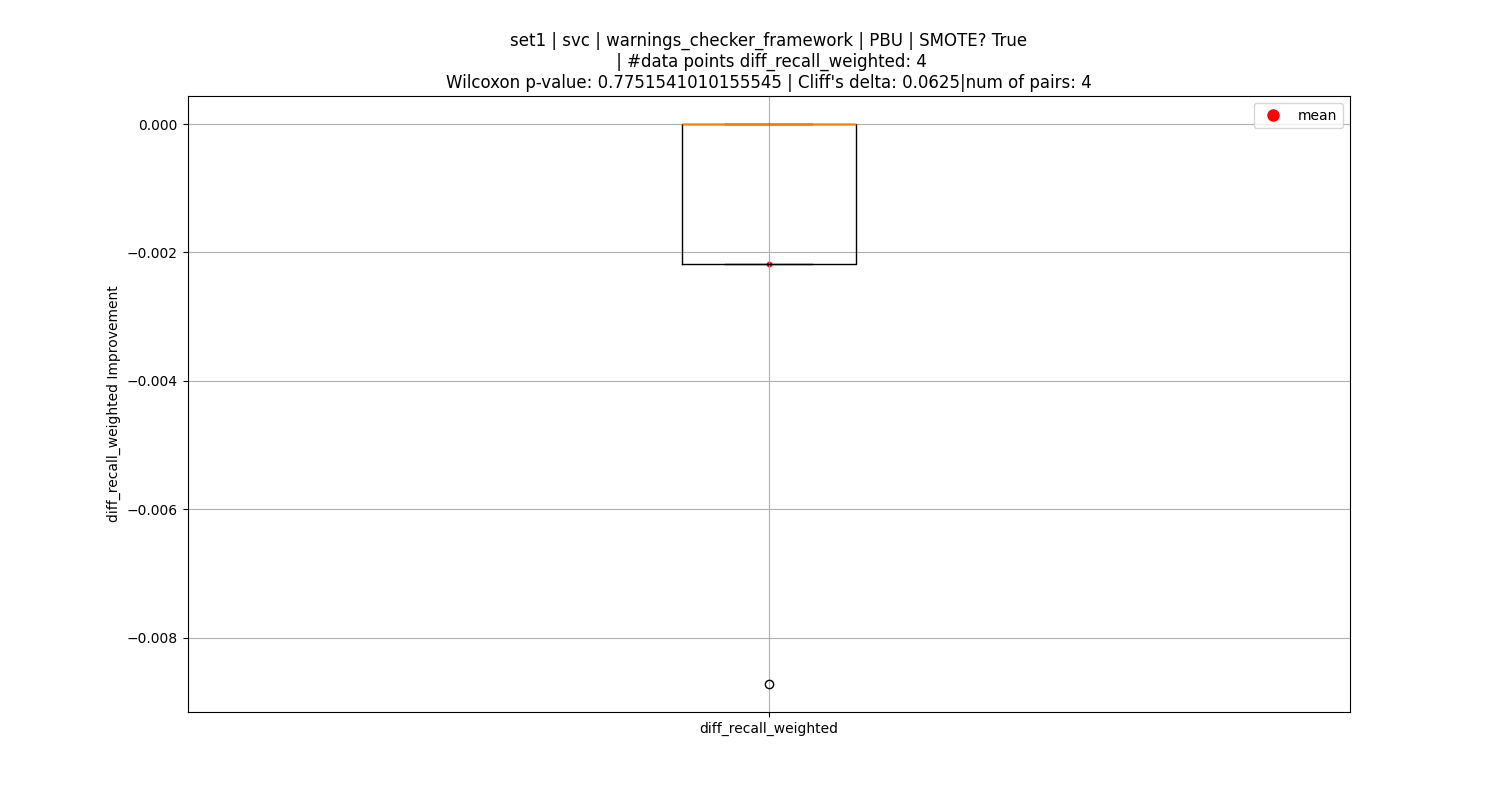 set1 | svc | warnings_checker_framework | PBU | SMOTE? True
| #data points diff_recall_weighted: 4
Wilcoxon p-value: 0.7751541010155545 | Cliff's delta: 0.0625|num of pairs: 4
mean
0.000
−0.002
−0.004
−0.006
−0.008
diff_recall_weighted Improvement
diff_recall_weighted